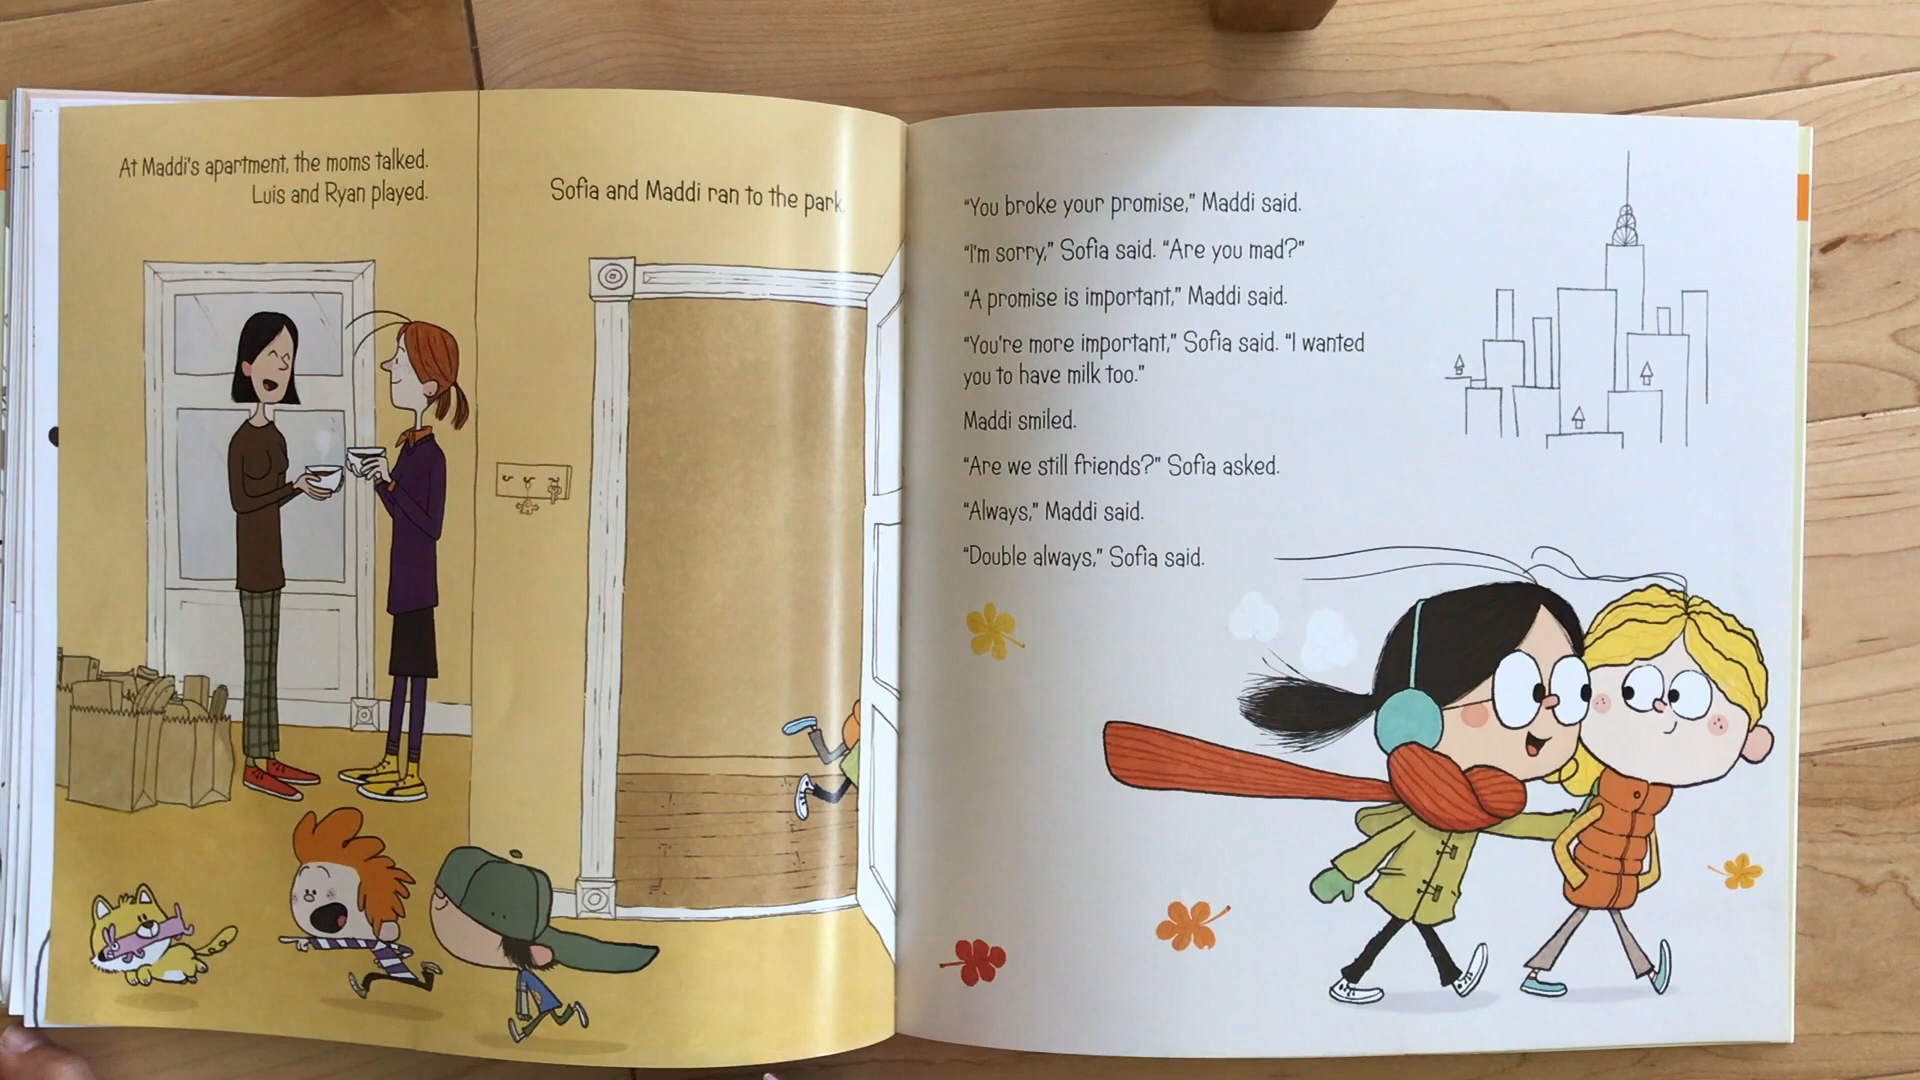 At Maddi's apartment, the moms talked.
Luis and Ryan played.
Sofia and Maddi ran to the park.
“You broke your promise,” Maddi said.
“I'm sorry,” Sofia said. “Are you mad?”
“A promise is important,” Maddi said.
“You're more important,” Sofia said. “I wanted
you to have milk too.”
Maddi smiled.
“Are we still friends?” Sofia asked.
“Always,” Maddi said.
“Double always,” Sofia said.